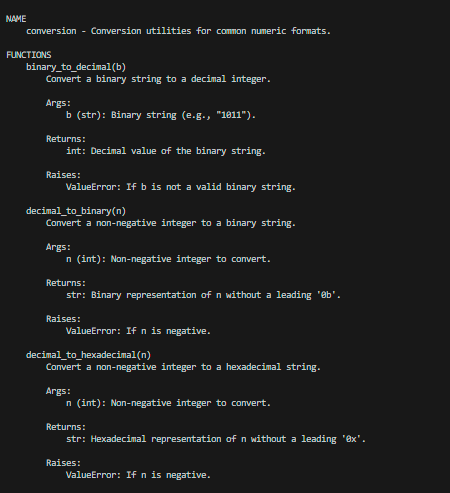 NAME
conversion - Conversion utilities for common numeric formats.
FUNCTIONS
binary_to_decimal(b)
Convert a binary string to a decimal integer.
Args:
b (str): Binary string (e.g., "1011").
Returns:
int: Decimal value of the binary string.
Raises:
ValueError: If b is not a valid binary string.
decimal_to_binary(n)
Convert a non-negative integer to a binary string.
Args:
n (int): Non-negative integer to convert.
Returns:
str: Binary representation of n without a leading '0b'.
Raises:
ValueError: If n is negative.
decimal_to_hexadecimal(n)
Convert a non-negative integer to a hexadecimal string.
Args:
n (int): Non-negative integer to convert.
Returns:
str: Hexadecimal representation of n without a leading '0x'.
Raises:
ValueError: If n is negative.